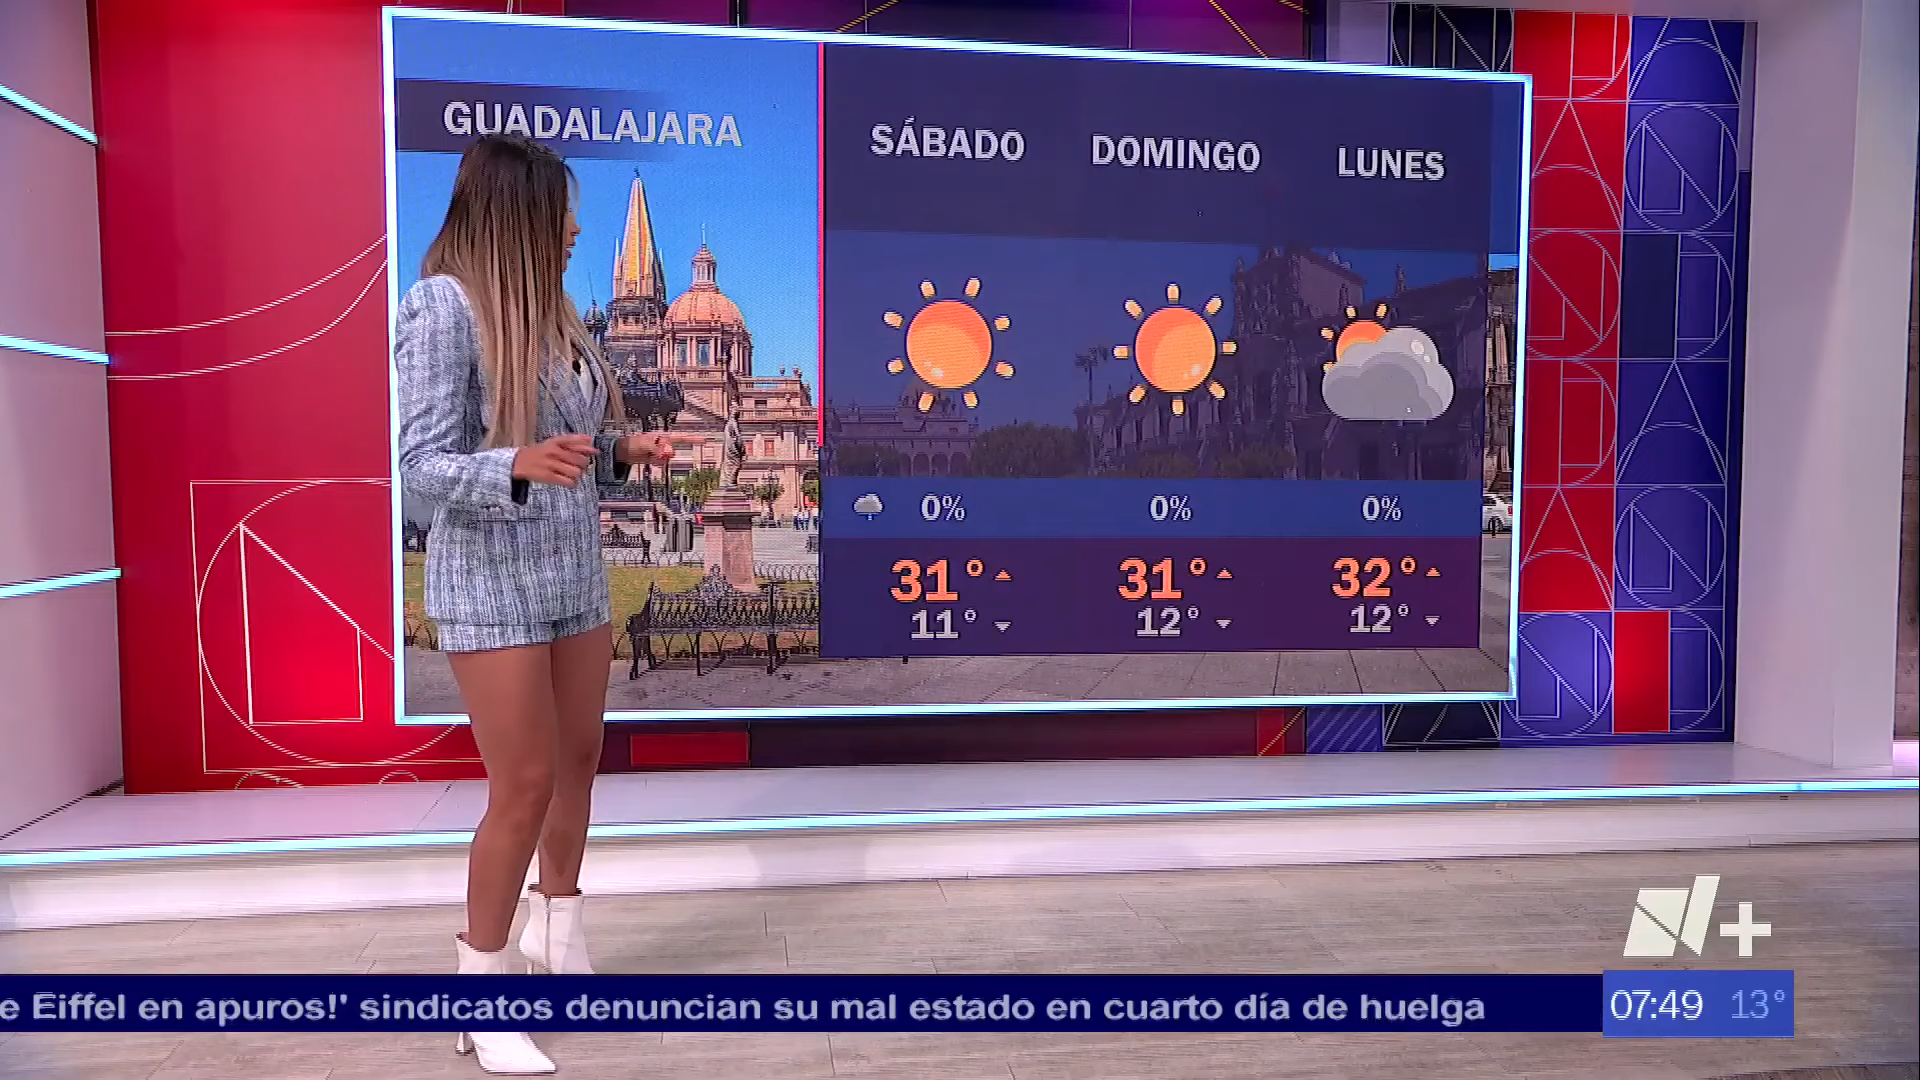 GUADALAJARA
SÁBADO DOMINGO LUNES
0% 0% 0%
31° 31° 32°
11° 12° 12°
N+
e Eiffel en apuros!' sindicatos denuncian su mal estado en cuarto día de huelga
07:49 13°